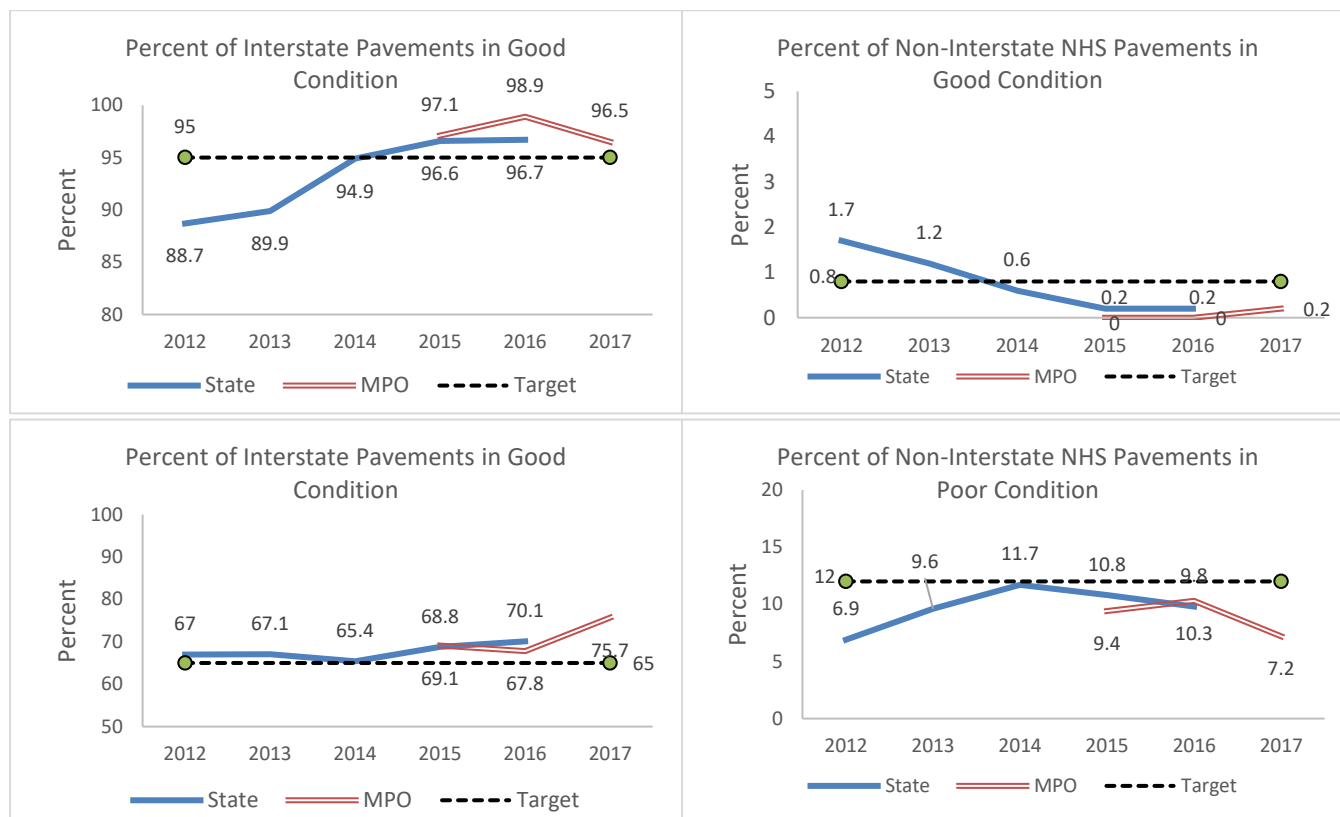 Percent of Interstate Pavements in Good
Condition
100
95
90
85
80
Percent
95
88.7
89.9
94.9
97.1
96.6
98.9
96.7
96.5
2012 2013 2014 2015 2016 2017
State MPO Target
Percent of Non-Interstate NHS Pavements in
Good Condition
5
4
3
2
1
0
Percent
0.8
1.7
1.2
0.6
0.2
0
0.2
0
0.2
2012 2013 2014 2015 2016 2017
State MPO Target
Percent of Interstate Pavements in Good
Condition
100
90
80
70
60
50
Percent
67
67.1
65.4
68.8
69.1
70.1
67.8
75.7
65
2012 2013 2014 2015 2016 2017
State MPO Target
Percent of Non-Interstate NHS Pavements in
Poor Condition
20
15
10
5
0
Percent
12
6.9
9.6
11.7
10.8
9.4
9.8
10.3
7.2
2012 2013 2014 2015 2016 2017
State MPO Target